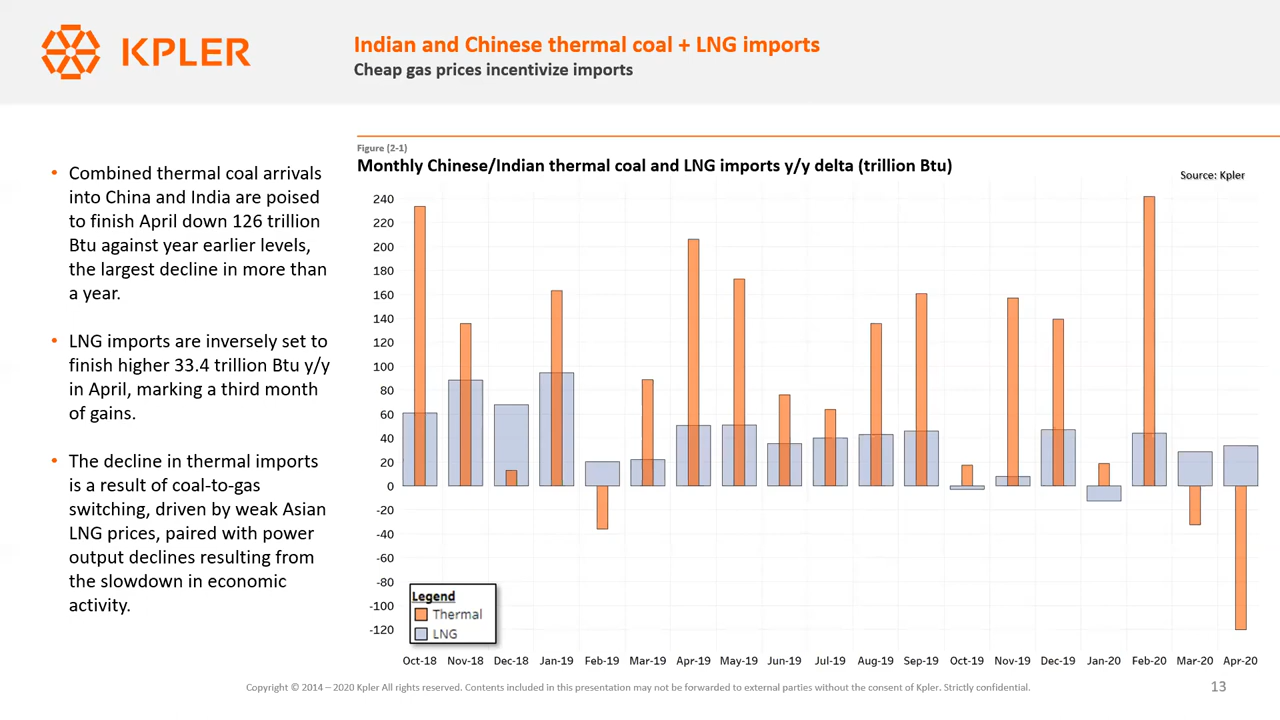 KPLER
Indian and Chinese thermal coal + LNG imports
Cheap gas prices incentivize imports
• Combined thermal coal arrivals
into China and India are poised
to finish April down 126 trillion
Btu against year earlier levels,
the largest decline in more than
a year.
• LNG imports are inversely set to
finish higher 33.4 trillion Btu y/y
in April, marking a third month
of gains.
• The decline in thermal imports
is a result of coal-to-gas
switching, driven by weak Asian
LNG prices, paired with power
output declines resulting from
the slowdown in economic
activity.
Figure (2-1)
Monthly Chinese/Indian thermal coal and LNG imports y/y delta (trillion Btu)
Source: Kpler
240
220
200
180
160
140
120
100
80
60
40
20
0
-20
-40
-60
-80
-100
-120
Legend
Thermal
LNG
Oct-18 Nov-18 Dec-18 Jan-19 Feb-19 Mar-19 Apr-19 May-19 Jun-19 Jul-19 Aug-19 Sep-19 Oct-19 Nov-19 Dec-19 Jan-20 Feb-20 Mar-20 Apr-20
Copyright © 2014 – 2020 Kpler All rights reserved. Contents included in this presentation may not be forwarded to external parties without the consent of Kpler. Strictly confidential.
13